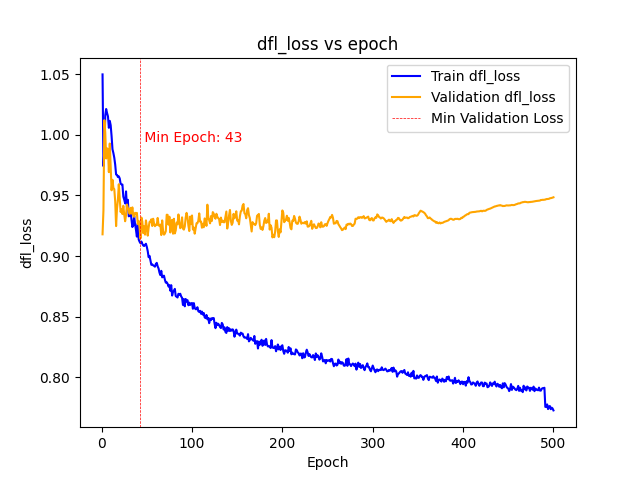 dfl_loss vs epoch
Train dfl_loss
Validation dfl_loss
Min Validation Loss
Min Epoch: 43
dfl_loss
1.05
1.00
0.95
0.90
0.85
0.80
0
100
200
300
400
500
Epoch